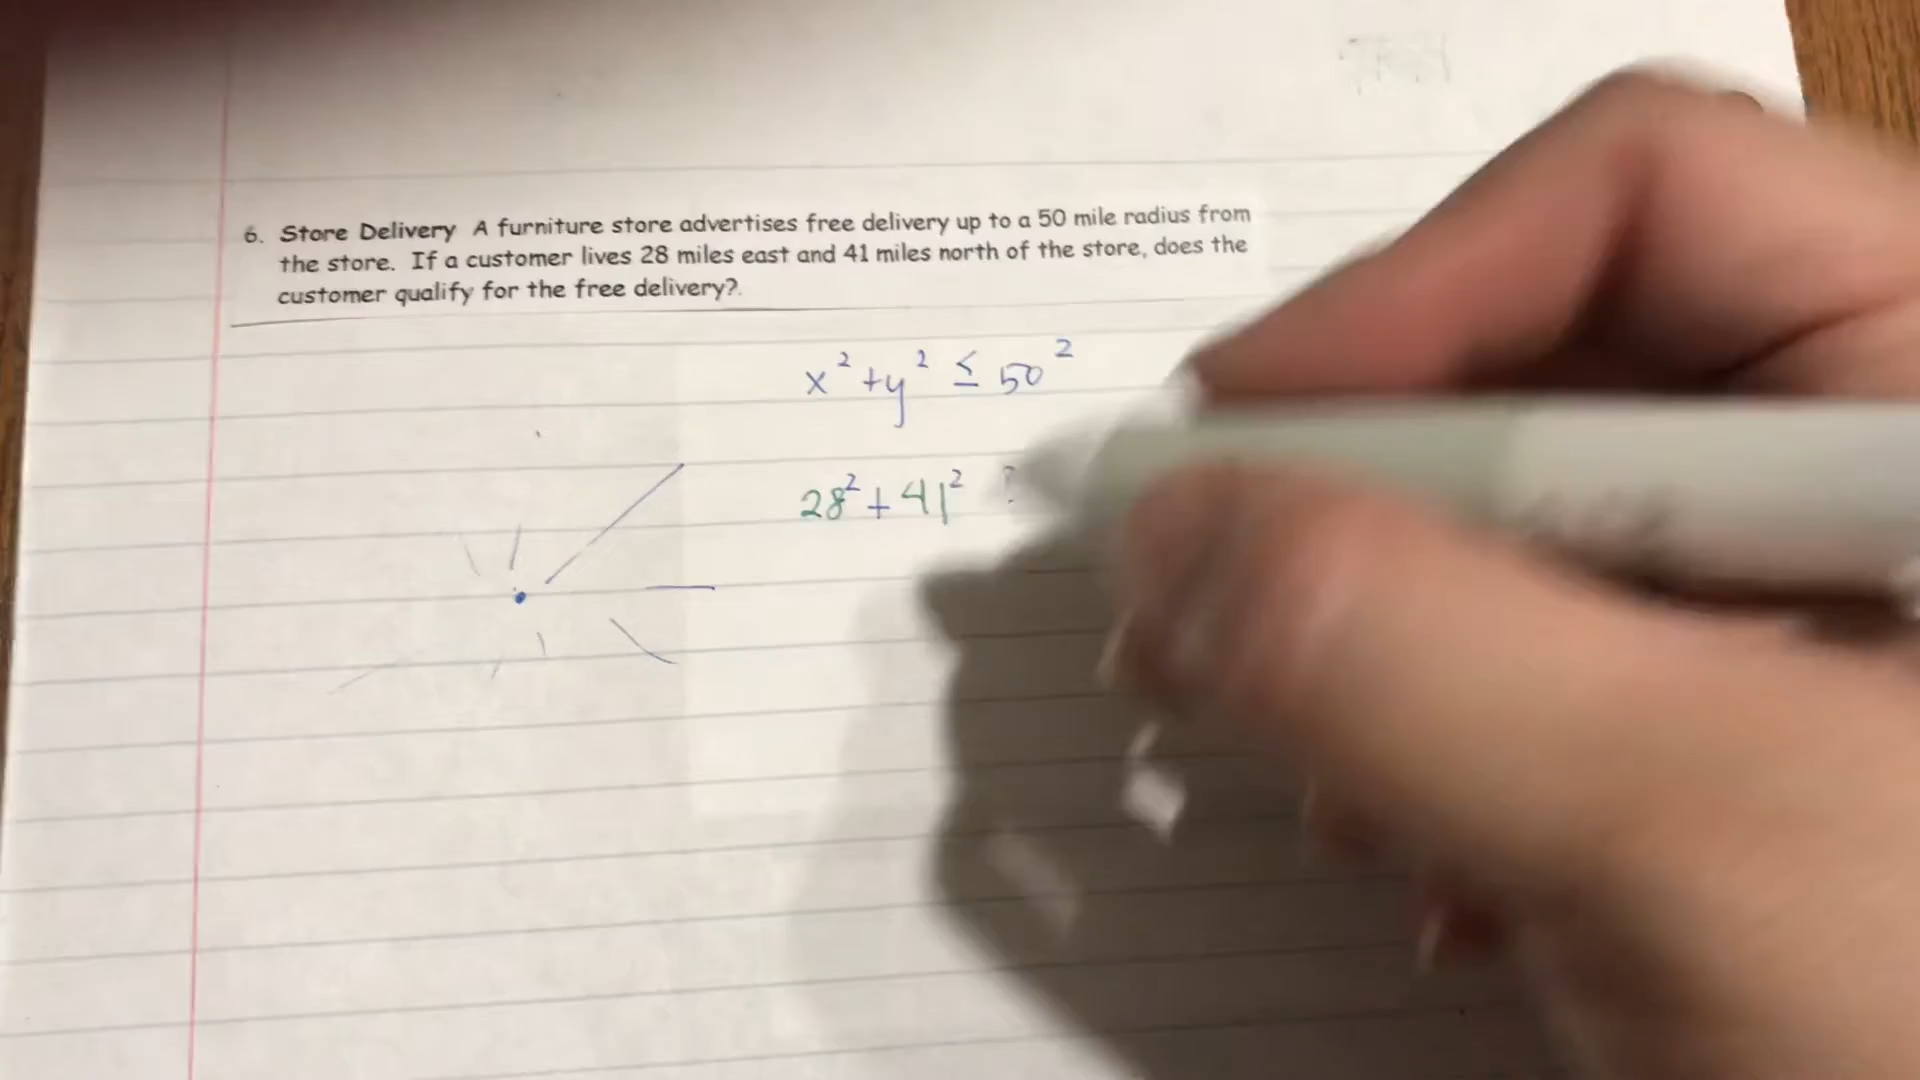 6. Store Delivery A furniture store advertises free delivery up to a 50 mile radius from
the store. If a customer lives 28 miles east and 41 miles north of the store, does the
customer qualify for the free delivery?.
x² + y² ≤ 50²
28² + 41² ?